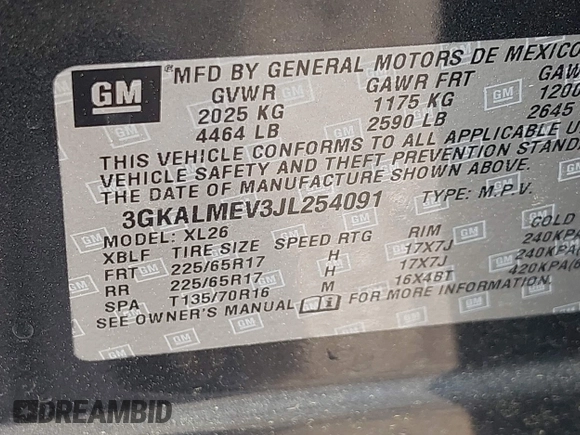 GM
MFD BY GENERAL MOTORS DE MEXICO
GVWR GAWR FRT
2025 KG 1175 KG 1200
4464 LB 2590 LB 2645
THIS VEHICLE CONFORMS TO ALL APPLICABLE
VEHICLE SAFETY AND THEFT PREVENTION
THE DATE OF MANUFACTURE SHOWN ABOVE.
3GKALMEV3JL254091 TYPE: M.P.V.
MODEL: XL26
XBLF TIRE SIZE SPEED RTG RIM COLD
FRT 225/65R17 H 17X7J 240KPA
RR 225/65R17 H 17X7J 240KPA
SPA T135/70R16 M 16X4BT 420KPA
SEE OWNER'S MANUAL FOR MORE INFORMATION.
DREAMBID